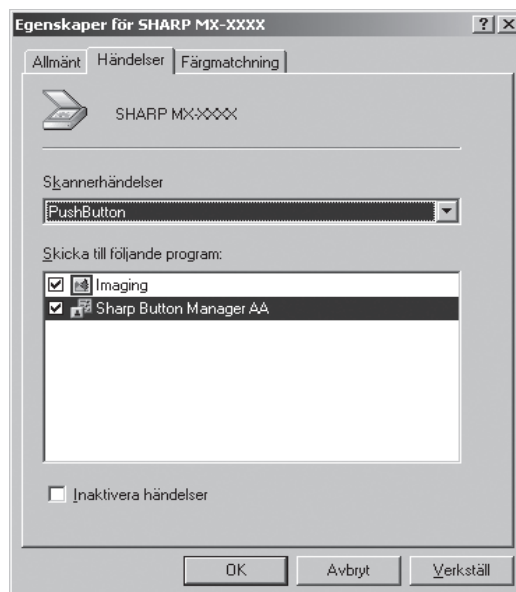 Egenskaper för SHARP MX-XXXX
Allmänt Händelser Färgmatchning
SHARP MX-XXXX
Skannerhändelser
PushButton
Skicka till följande program:
Imaging
Sharp Button Manager AA
Inaktivera händelser
OK Avbryt Verkställ